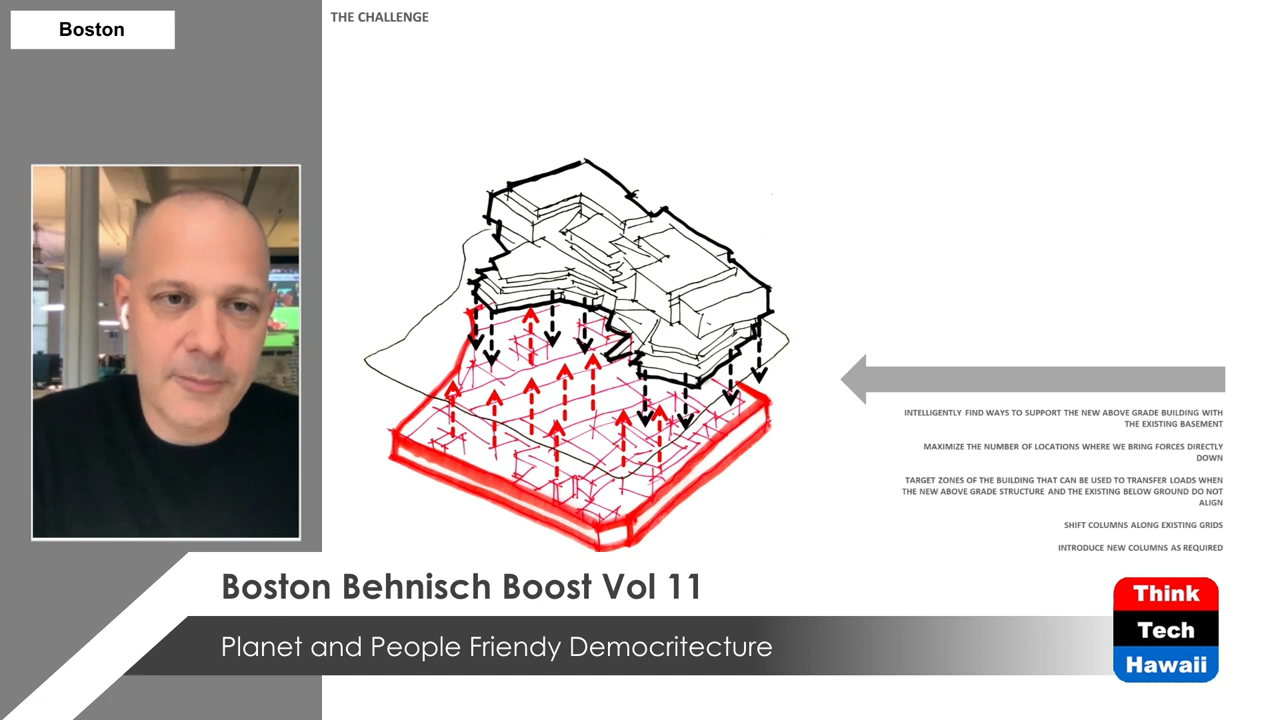 Boston
THE CHALLENGE
INTELLIGENTLY FIND WAYS TO SUPPORT THE NEW ABOVE GRADE BUILDING WITH
THE EXISTING BASEMENT
MAXIMIZE THE NUMBER OF LOCATIONS WHERE WE BRING FORCES DIRECTLY
DOWN
TARGET ZONES OF THE BUILDING THAT CAN BE USED TO TRANSFER LOADS WHEN
THE NEW ABOVE GRADE STRUCTURE AND THE EXISTING BELOW GROUND DO NOT
ALIGN
SHIFT COLUMNS ALONG EXISTING GRIDS
INTRODUCE NEW COLUMNS AS REQUIRED
Boston Behnisch Boost Vol 11
Planet and People Friendy Democritecture
Think
Tech
Hawaii